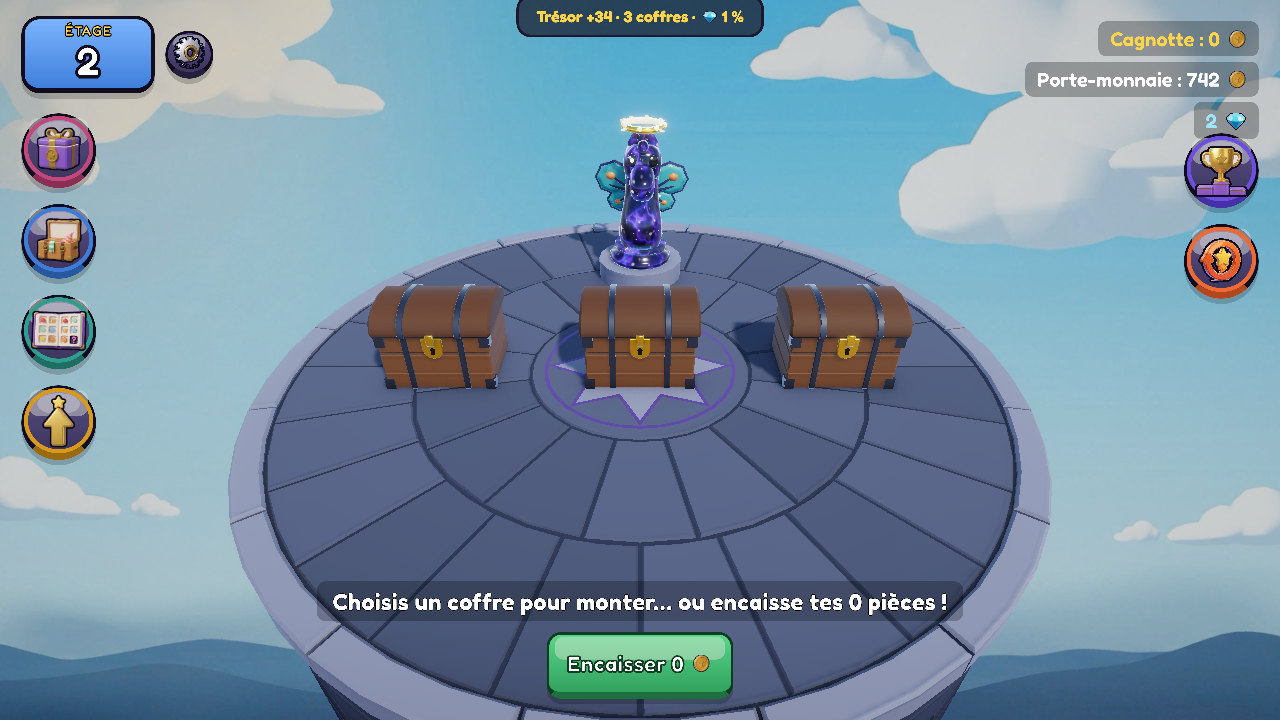 ÉTAGE
2
Trésor +34 · 3 coffres · 1 %
Cagnotte : 0
Porte-monnaie : 742
2
Choisis un coffre pour monter... ou encaisse tes 0 pièces !
Encaisser 0